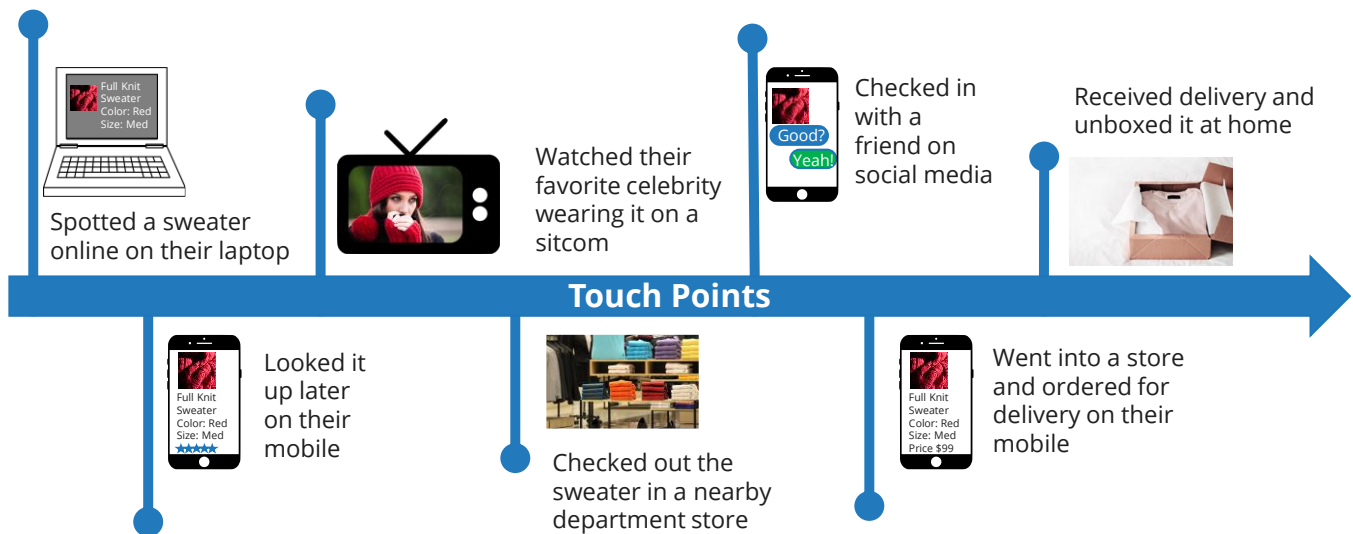 Full Knit
Sweater
Color: Red
Size: Med
Spotted a sweater
online on their laptop
Watched their
favorite celebrity
wearing it on a
sitcom
Good?
Yeah!
Checked in
with a
friend on
social media
Received delivery and
unboxed it at home
Touch Points
Full Knit
Sweater
Color: Red
Size: Med
Looked it
up later
on their
mobile
Checked out the
sweater in a nearby
department store
Full Knit
Sweater
Color: Red
Size: Med
Price $99
Went into a store
and ordered for
delivery on their
mobile